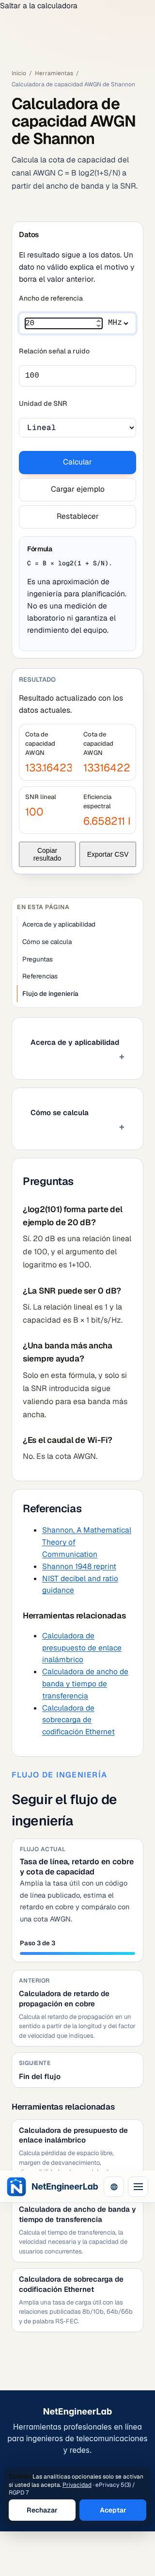 Saltar a la calculadora
Inicio / Herramientas /
Calculadora de capacidad AWGN de Shannon
Calculadora de
capacidad AWGN
de Shannon
Calcula la cota de capacidad del
canal AWGN C = B log2(1+S/N) a
partir del ancho de banda y la SNR.
Datos
El resultado sigue a los datos. Un
dato no válido explica el motivo y
borra el valor anterior.
Ancho de referencia
20 MHz
Relación señal a ruido
100
Unidad de SNR
Lineal
Calcular
Cargar ejemplo
Restablecer
Fórmula
C = B × log2(1 + S/N).
Es una aproximación de
ingeniería para planificación.
No es una medición de
laboratorio ni garantiza el
rendimiento del equipo.
RESULTADO
Resultado actualizado con los
datos actuales.
Cota de
capacidad
AWGN
133.16423
Cota de
capacidad
AWGN
13316422
SNR lineal
100
Eficiencia
espectral
6.658211
Copiar
resultado
Exportar CSV
EN ESTA PÁGINA
Acerca de y aplicabilidad
Cómo se calcula
Preguntas
Referencias
Flujo de ingeniería
Acerca de y aplicabilidad
+
Cómo se calcula
+
Preguntas
¿log2(101) forma parte del
ejemplo de 20 dB?
Sí. 20 dB es una relación lineal
de 100, y el argumento del
logaritmo es 1+100.
¿La SNR puede ser 0 dB?
Sí. La relación lineal es 1 y la
capacidad es B × 1 bit/s/Hz.
¿Una banda más ancha
siempre ayuda?
Solo en esta fórmula, y solo si
la SNR introducida sigue
valiendo para esa banda más
ancha.
¿Es el caudal de Wi-Fi?
No. Es la cota AWGN.
Referencias
Shannon, A Mathematical
Theory of
Communication
Shannon 1948 reprint
NIST decibel and ratio
guidance
Herramientas relacionadas
Calculadora de
presupuesto de enlace
inalámbrico
Calculadora de ancho de
banda y tiempo de
transferencia
Calculadora de
sobrecarga de
codificación Ethernet
FLUJO DE INGENIERÍA
Seguir el flujo de
ingeniería
FLUJO ACTUAL
Tasa de línea, retardo en cobre
y cota de capacidad
Amplía la tasa útil con un código
de línea publicado, estima el
retardo en cobre y compáralo con
una cota AWGN.
Paso 3 de 3
ANTERIOR
Calculadora de retardo de
propagación en cobre
Calcula el retardo de propagación en un
sentido a partir de la longitud y del factor
de velocidad que indiques.
SIGUIENTE
Fin del flujo
Herramientas relacionadas
Calculadora de presupuesto de
enlace inalámbrico
Calcula pérdidas de espacio libre,
margen de desvanecimiento,
NetEngineerLab
Calculadora de ancho de banda y
tiempo de transferencia
Calcula el tiempo de transferencia, la
velocidad necesaria y la capacidad de
usuarios concurrentes.
Calculadora de sobrecarga de
codificación Ethernet
Amplía una tasa de carga útil con las
relaciones publicadas 8b/10b, 64b/66b
y de palabra RS-FEC.
NetEngineerLab
Herramientas profesionales en línea
para ingenieros de telecomunicaciones
y redes.
Las analíticas opcionales solo se activan
si usted las acepta. Privacidad · ePrivacy 5(3) /
RGPD 7
Rechazar
Aceptar